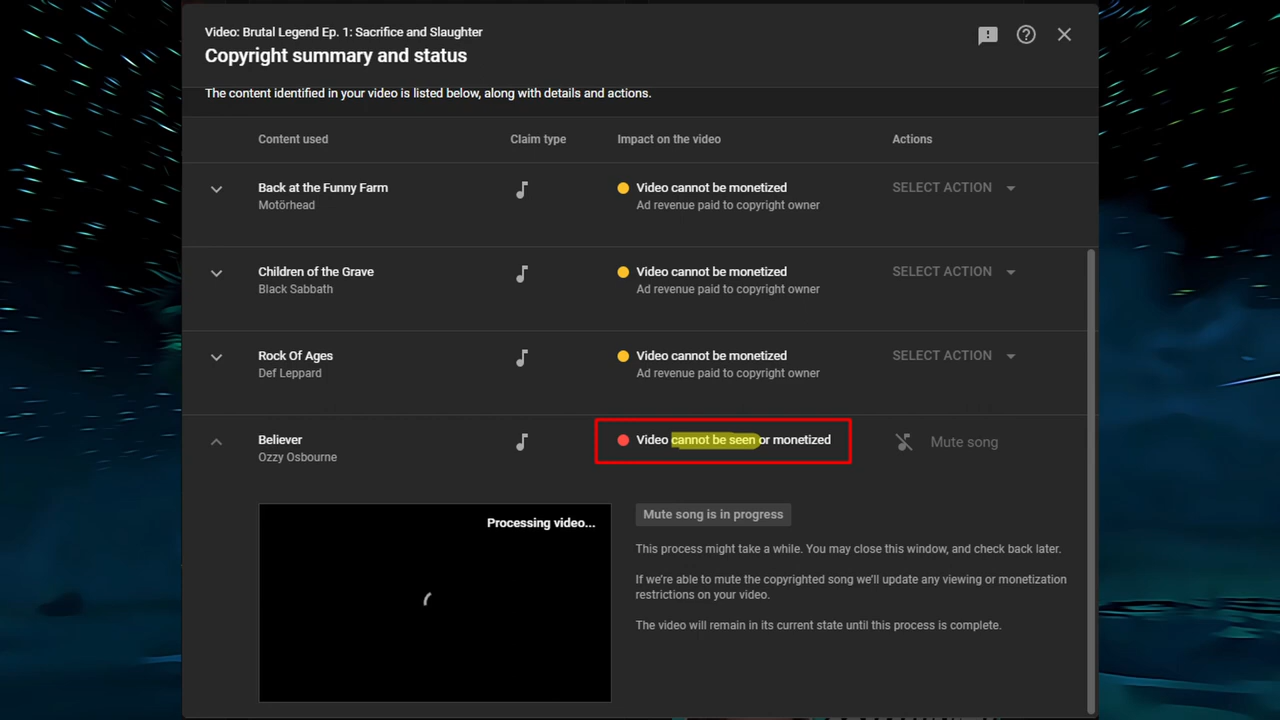 Video: Brutal Legend Ep. 1: Sacrifice and Slaughter
Copyright summary and status
The content identified in your video is listed below, along with details and actions.
Content used Claim type Impact on the video Actions
Back at the Funny Farm Video cannot be monetized SELECT ACTION
Motörhead Ad revenue paid to copyright owner
Children of the Grave Video cannot be monetized SELECT ACTION
Black Sabbath Ad revenue paid to copyright owner
Rock Of Ages Video cannot be monetized SELECT ACTION
Def Leppard Ad revenue paid to copyright owner
Believer Video cannot be seen or monetized Mute song
Ozzy Osbourne
Processing video...
Mute song is in progress
This process might take a while. You may close this window, and check back later.
If we're able to mute the copyrighted song we'll update any viewing or monetization
restrictions on your video.
The video will remain in its current state until this process is complete.